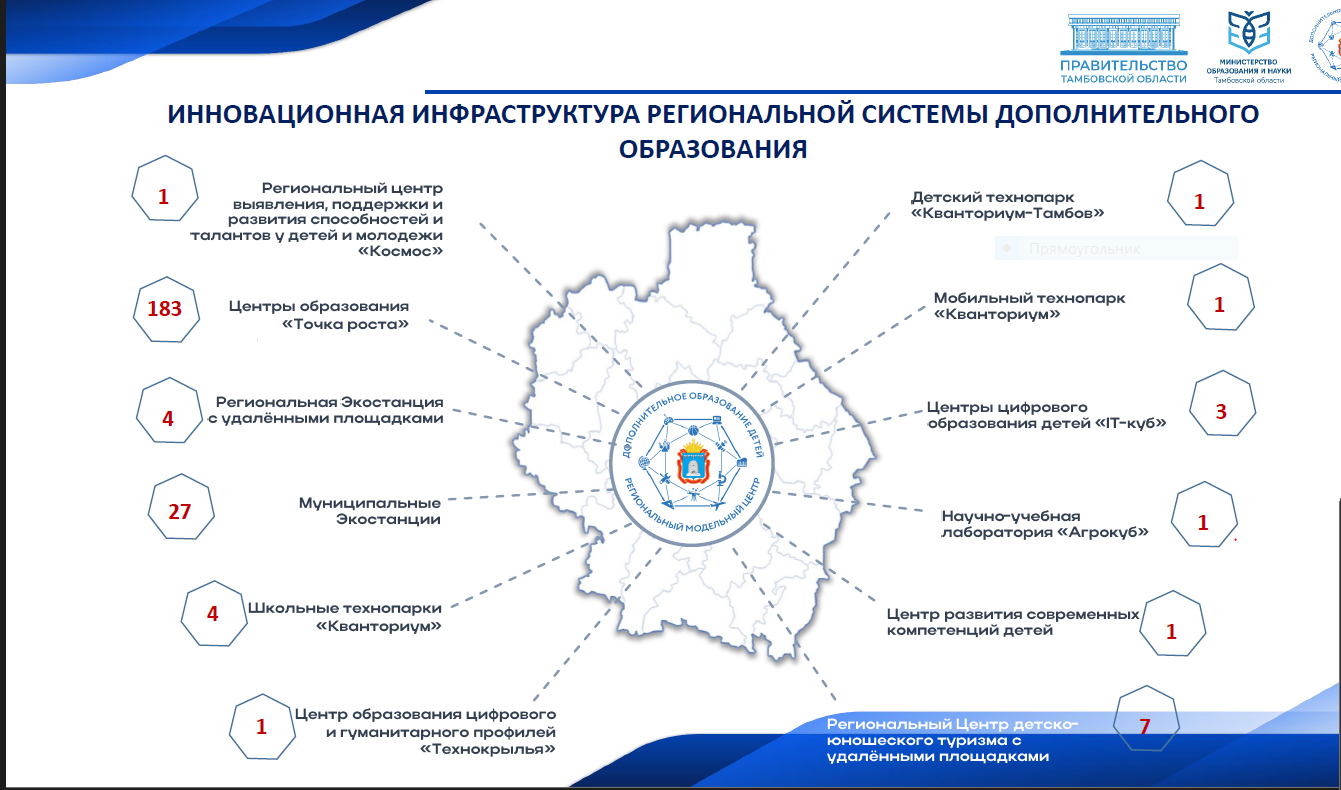 ПРАВИТЕЛЬСТВО
ТАМБОВСКОЙ ОБЛАСТИ
МИНИСТЕРСТВО
ОБРАЗОВАНИЯ И НАУКИ
Тамбовской области
ИННОВАЦИОННАЯ ИНФРАСТРУКТУРА РЕГИОНАЛЬНОЙ СИСТЕМЫ ДОПОЛНИТЕЛЬНОГО
ОБРАЗОВАНИЯ
1
Региональный центр
выявления, поддержки и
развития способностей и
талантов у детей и молодежи
«Космос»
183
Центры образования
«Точка роста»
4
Региональная Экостанция
с удалёнными площадками
27
Муниципальные
Экостанции
4
Школьные технопарки
«Кванториум»
1
Центр образования цифрового
и гуманитарного профилей
«Технокрылья»
ДОПОЛНИТЕЛЬНОЕ ОБРАЗОВАНИЕ ДЕТЕЙ
РЕГИОНАЛЬНЫЙ МОДЕЛЬНЫЙ ЦЕНТР
Детский технопарк
«Кванториум-Тамбов»
1
Прямоугольник
Мобильный технопарк
«Кванториум»
1
Центры цифрового
образования детей «IT-куб»
3
Научно-учебная
лаборатория «Агрокуб»
1
Центр развития современных
компетенций детей
1
Региональный Центр детско-
юношеского туризма с
удалёнными площадками
7